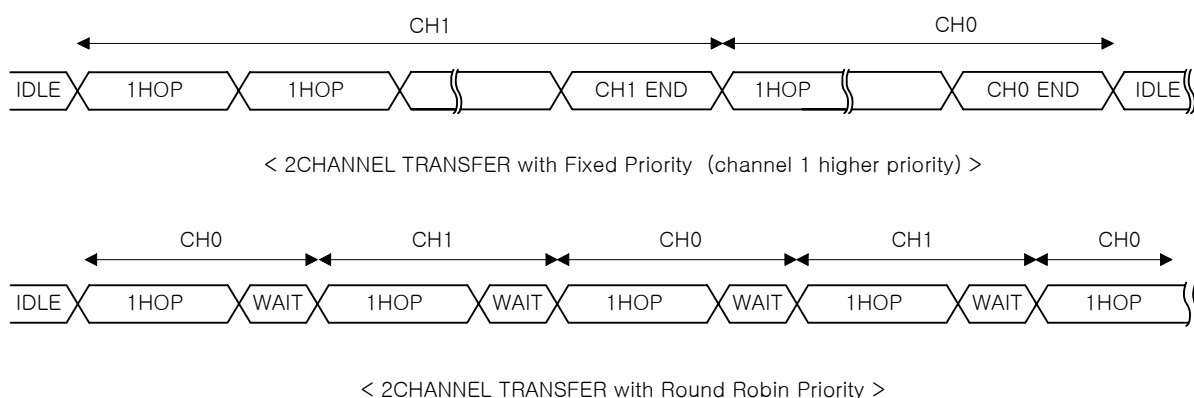 CH1 CH0
IDLE 1HOP 1HOP CH1 END 1HOP CH0 END IDLE
< 2CHANNEL TRANSFER with Fixed Priority (channel 1 higher priority) >
CH0 CH1 CH0 CH1 CH0
IDLE 1HOP WAIT 1HOP WAIT 1HOP WAIT 1HOP WAIT 1HOP
< 2CHANNEL TRANSFER with Round Robin Priority >